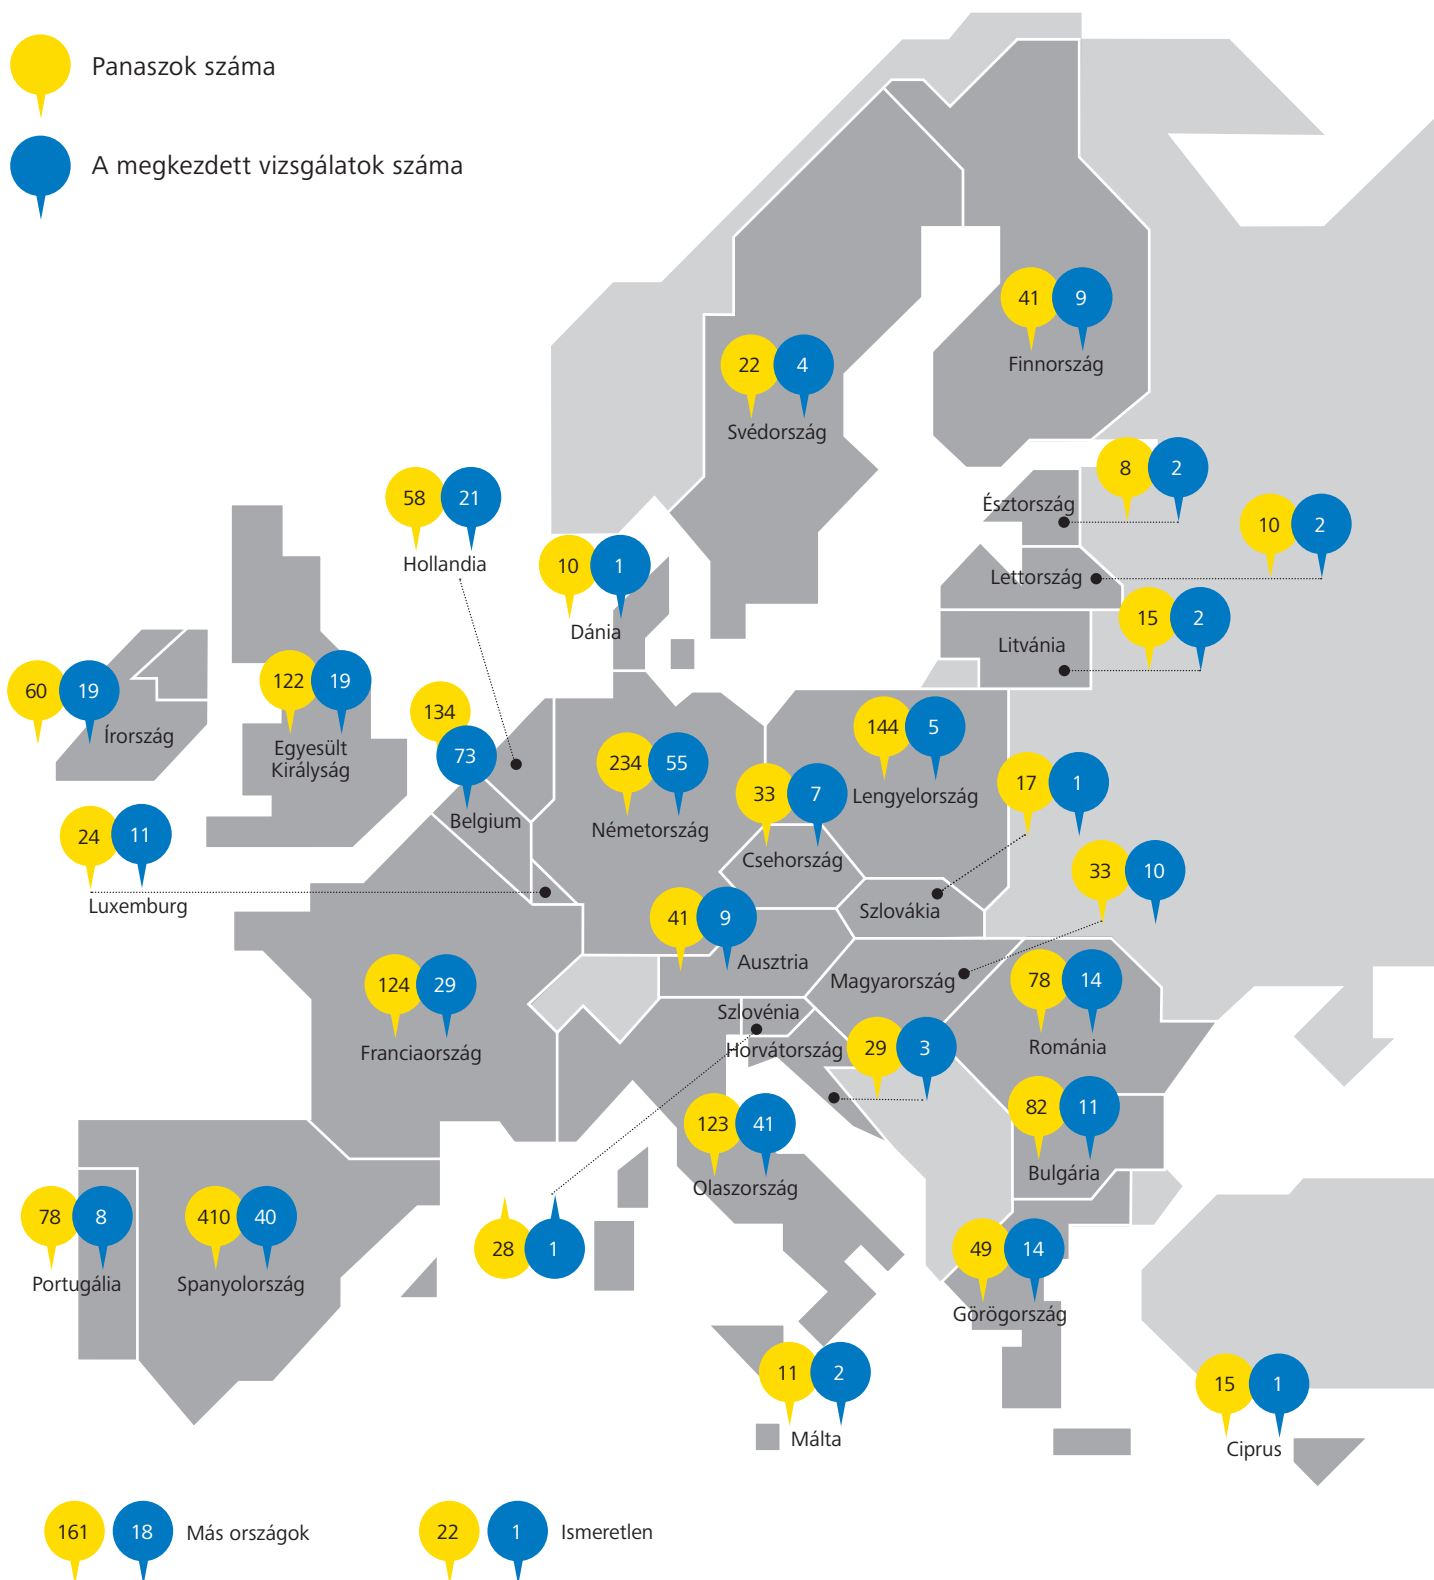 Panaszok száma
A megkezdett vizsgálatok száma
41 9
Finnország
22 4
Svédország
8 2
Észtország
58 21
Hollandia
10 2
Lettország
10 1
Dánia
15 2
Litvánia
60 19
Írország
122 19
Egyesült
Királyság
134
73
Belgium
234 55
Németország
144 5
Lengyelország
33 7
Csehország
17 1
Szlovákia
24 11
Luxemburg
33 10
Magyarország
41 9
Ausztria
124 29
Franciaország
78 14
Románia
Szlovénia
28 1
Horvátország
29 3
123 41
Olaszország
82 11
Bulgária
78 8
Portugália
410 40
Spanyolország
49 14
Görögország
11 2
Málta
15 1
Ciprus
161 18 Más országok
22 1 Ismeretlen